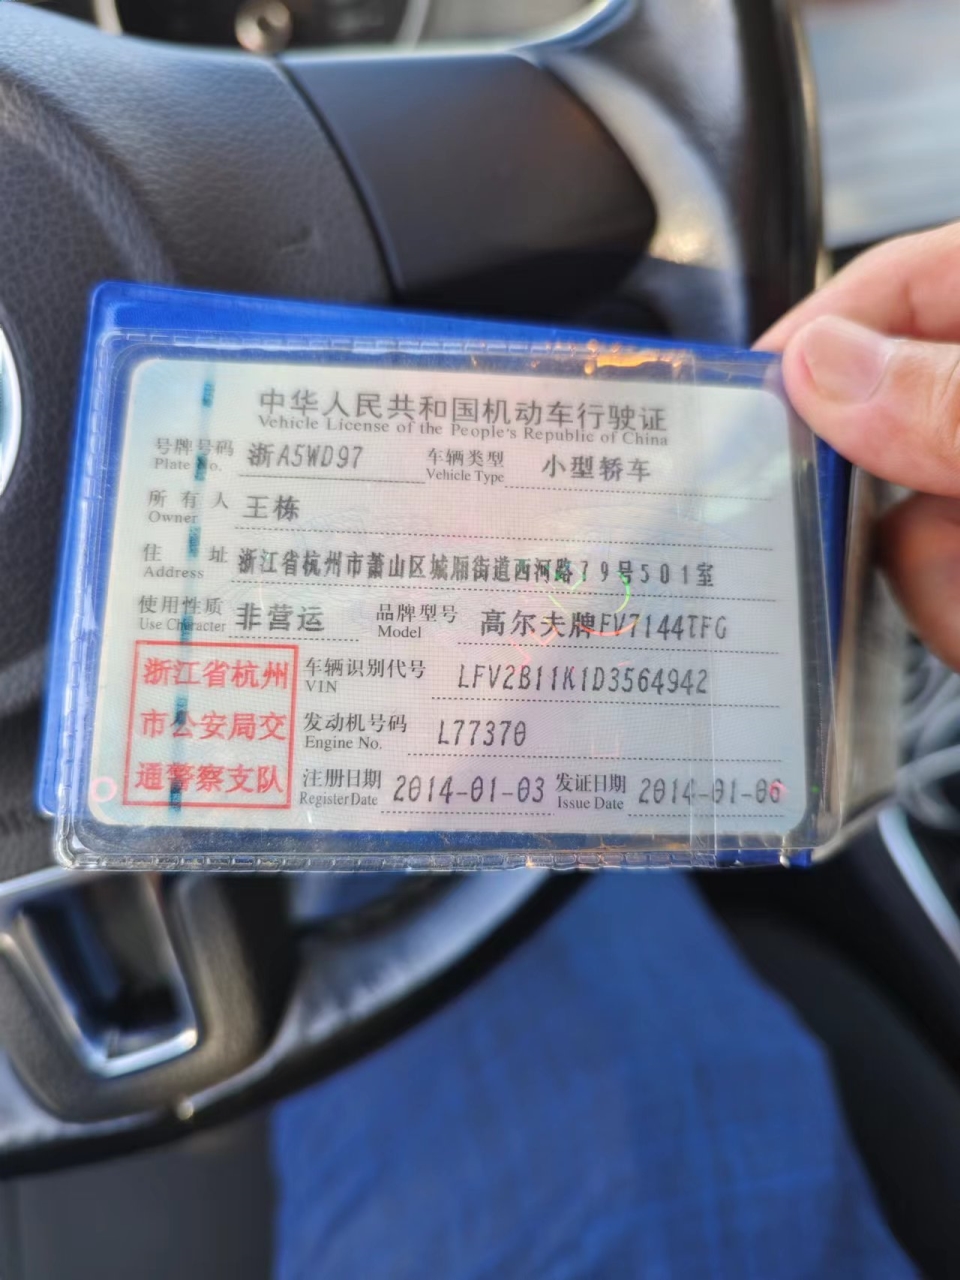 中华人民共和国机动车行驶证
Vehicle License of the People's Republic of China
号牌号码 浙A5WD97 车辆类型 小型轿车
Plate No. Vehicle Type
所有人 王栋
Owner
住址 浙江省杭州市萧山区城厢街道西河路79号501室
Address
使用性质 非营运 品牌型号 高尔夫牌FV7144TFG
Use Character Model
浙江省杭州
市公安局交
通警察支队
车辆识别代号 LFV2B11K1D3564942
VIN
发动机号码 L77370
Engine No.
注册日期 2014-01-03 发证日期 2014-01-06
Register Date Issue Date